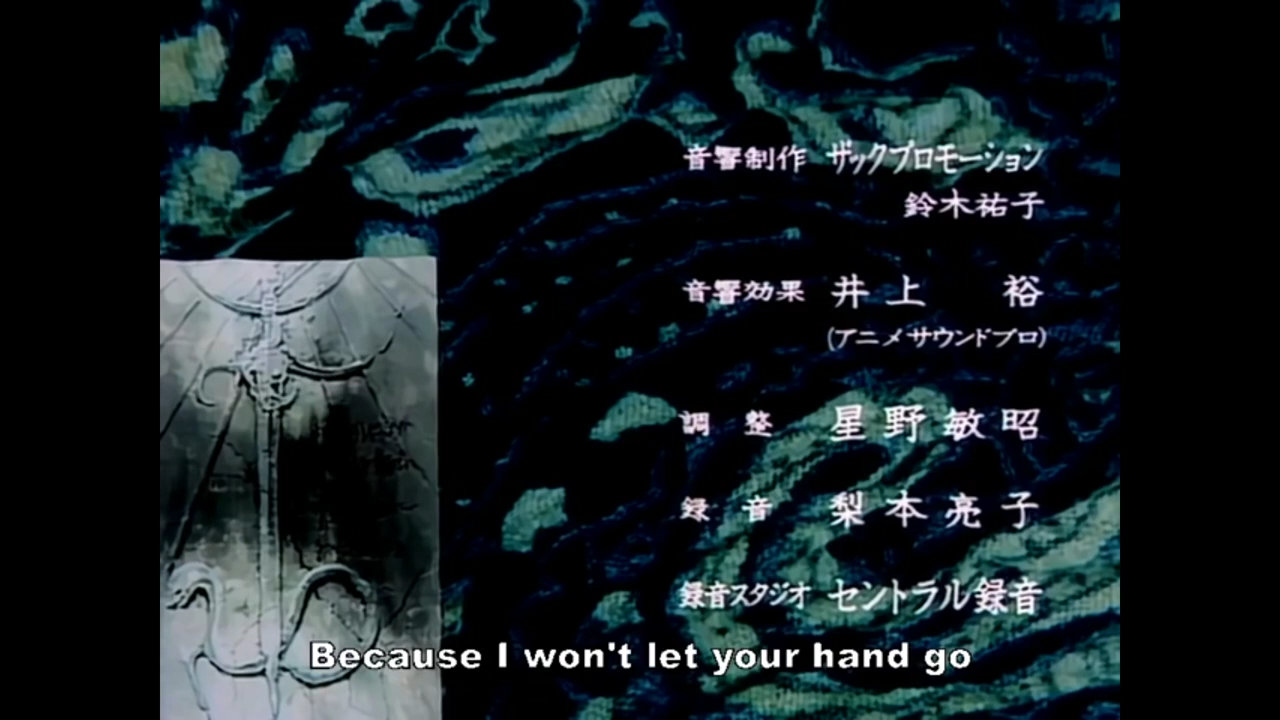 音響制作 ザックプロモーション
鈴木祐子
音響効果 井上 裕
(アニメサウンドプロ)
調 整 星野敏昭
録 音 梨本亮子
録音スタジオ セントラル録音
Because I won't let your hand go